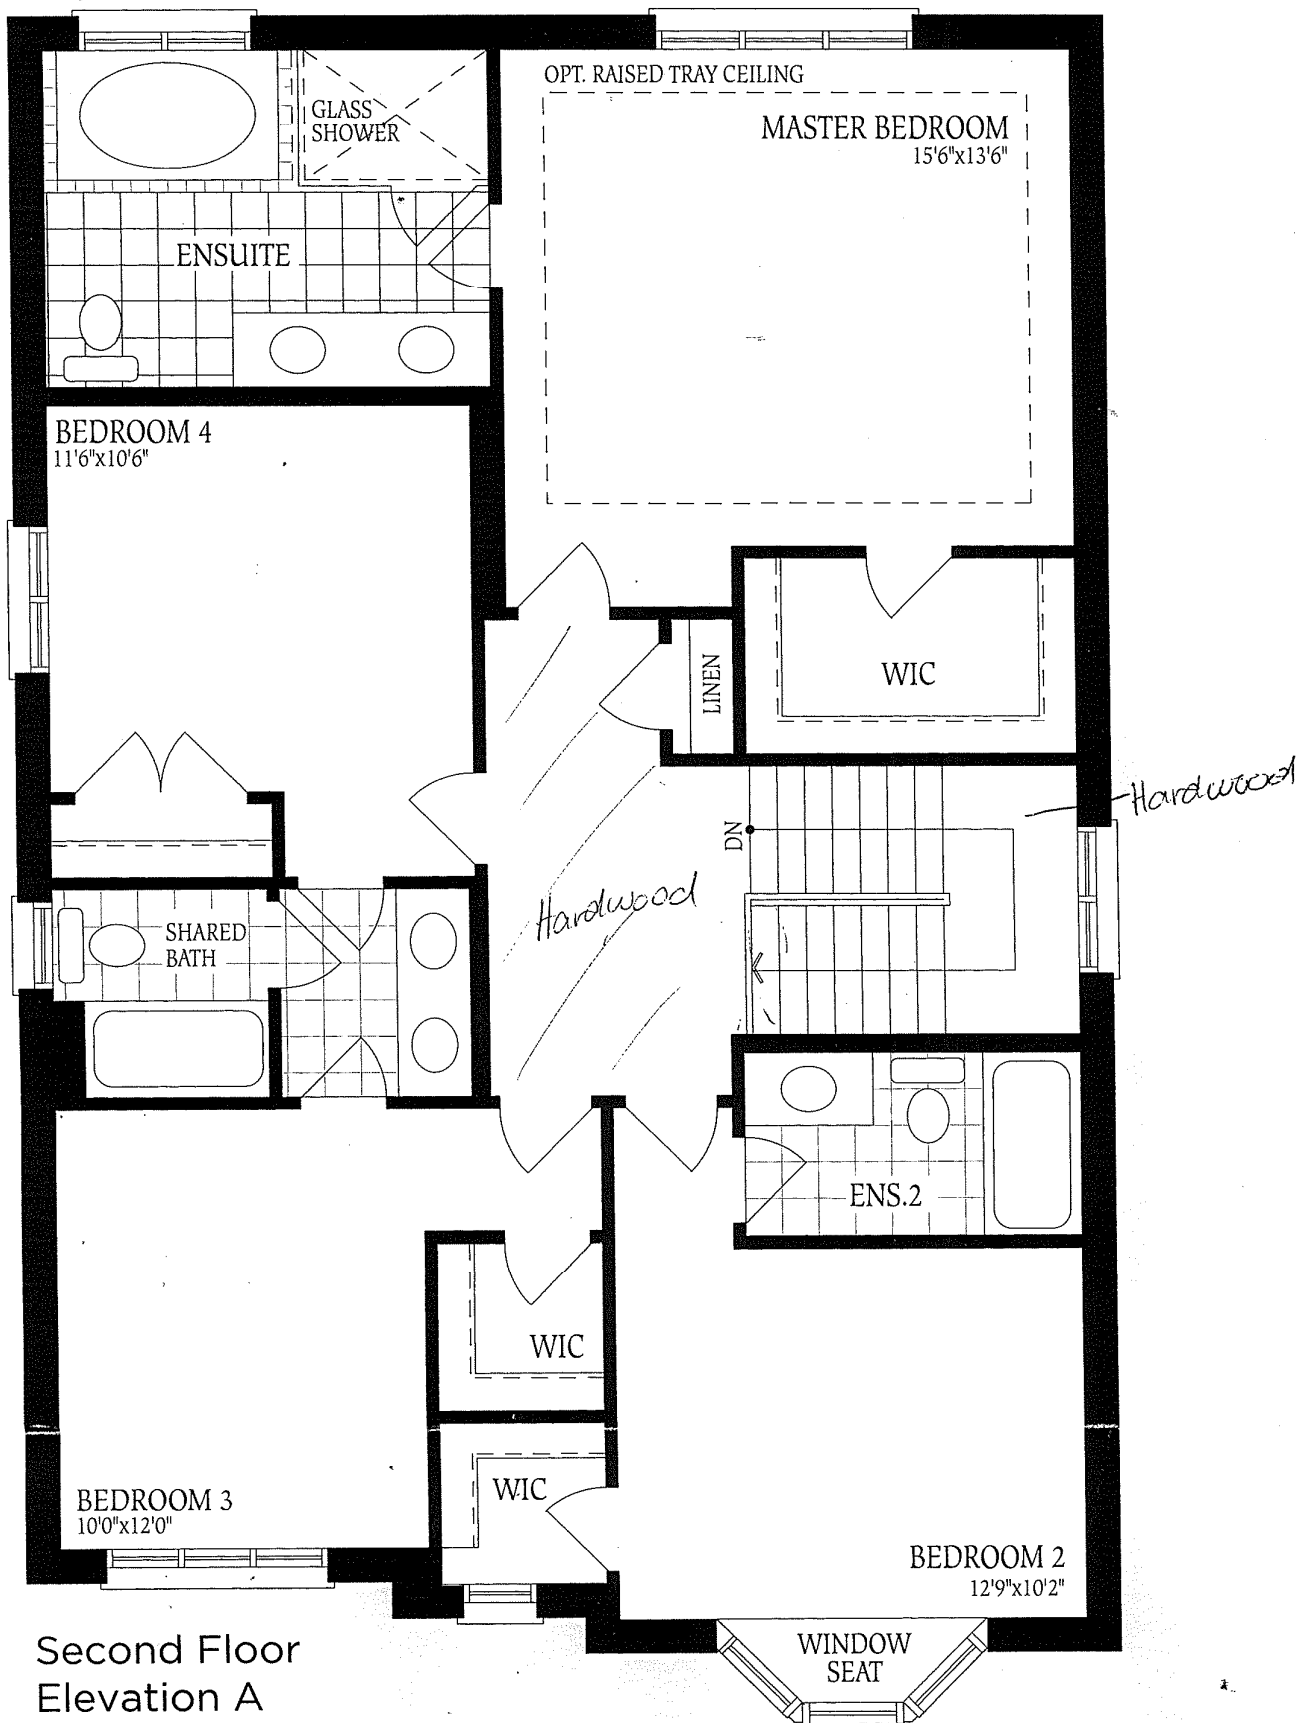 OPT. RAISED TRAY CEILING
MASTER BEDROOM
15'6"x13'6"
GLASS
SHOWER
ENSUITE
BEDROOM 4
11'6"x10'6"
LINEN
WIC
Hardwood
DN
Hardwood
SHARED
BATH
ENS.2
WIC
WIC
BEDROOM 3
10'0"x12'0"
BEDROOM 2
12'9"x10'2"
WINDOW
SEAT
Second Floor
Elevation A